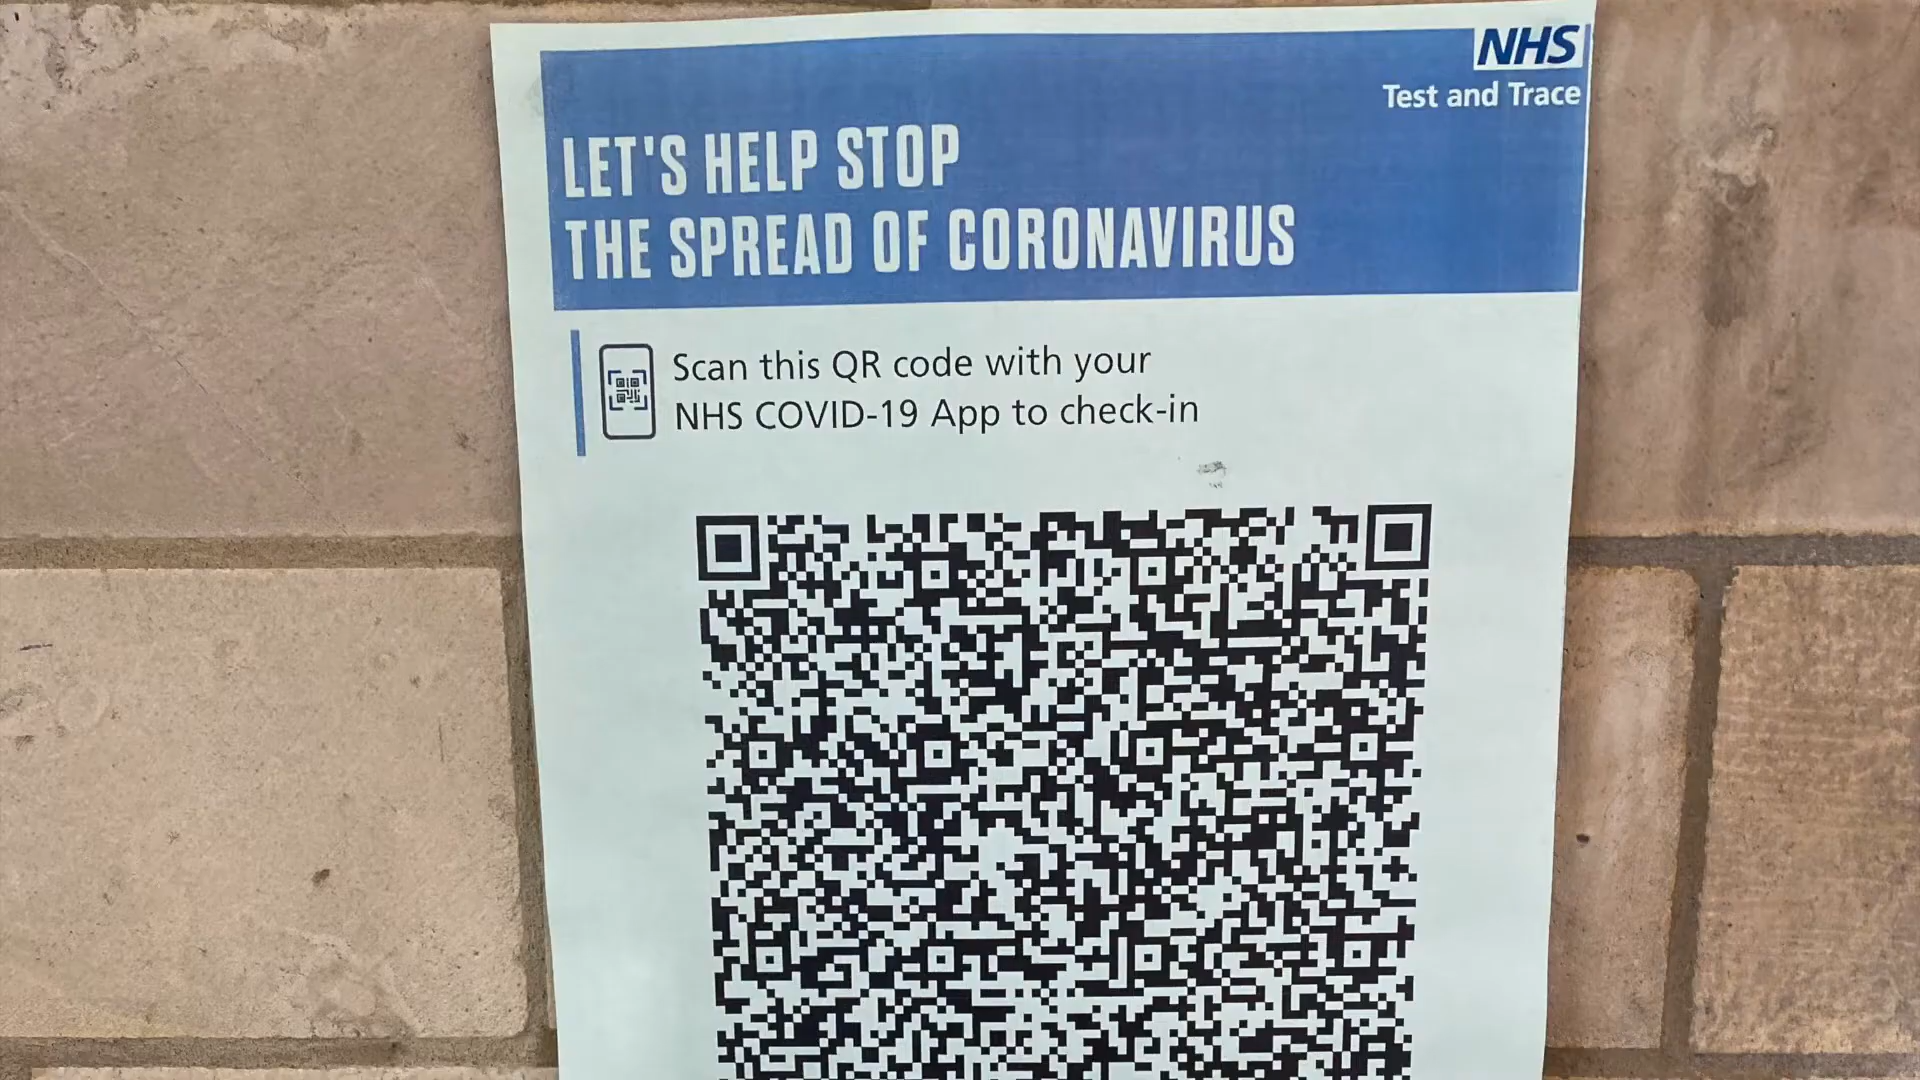 NHS
Test and Trace
LET'S HELP STOP
THE SPREAD OF CORONAVIRUS
Scan this QR code with your
NHS COVID-19 App to check-in